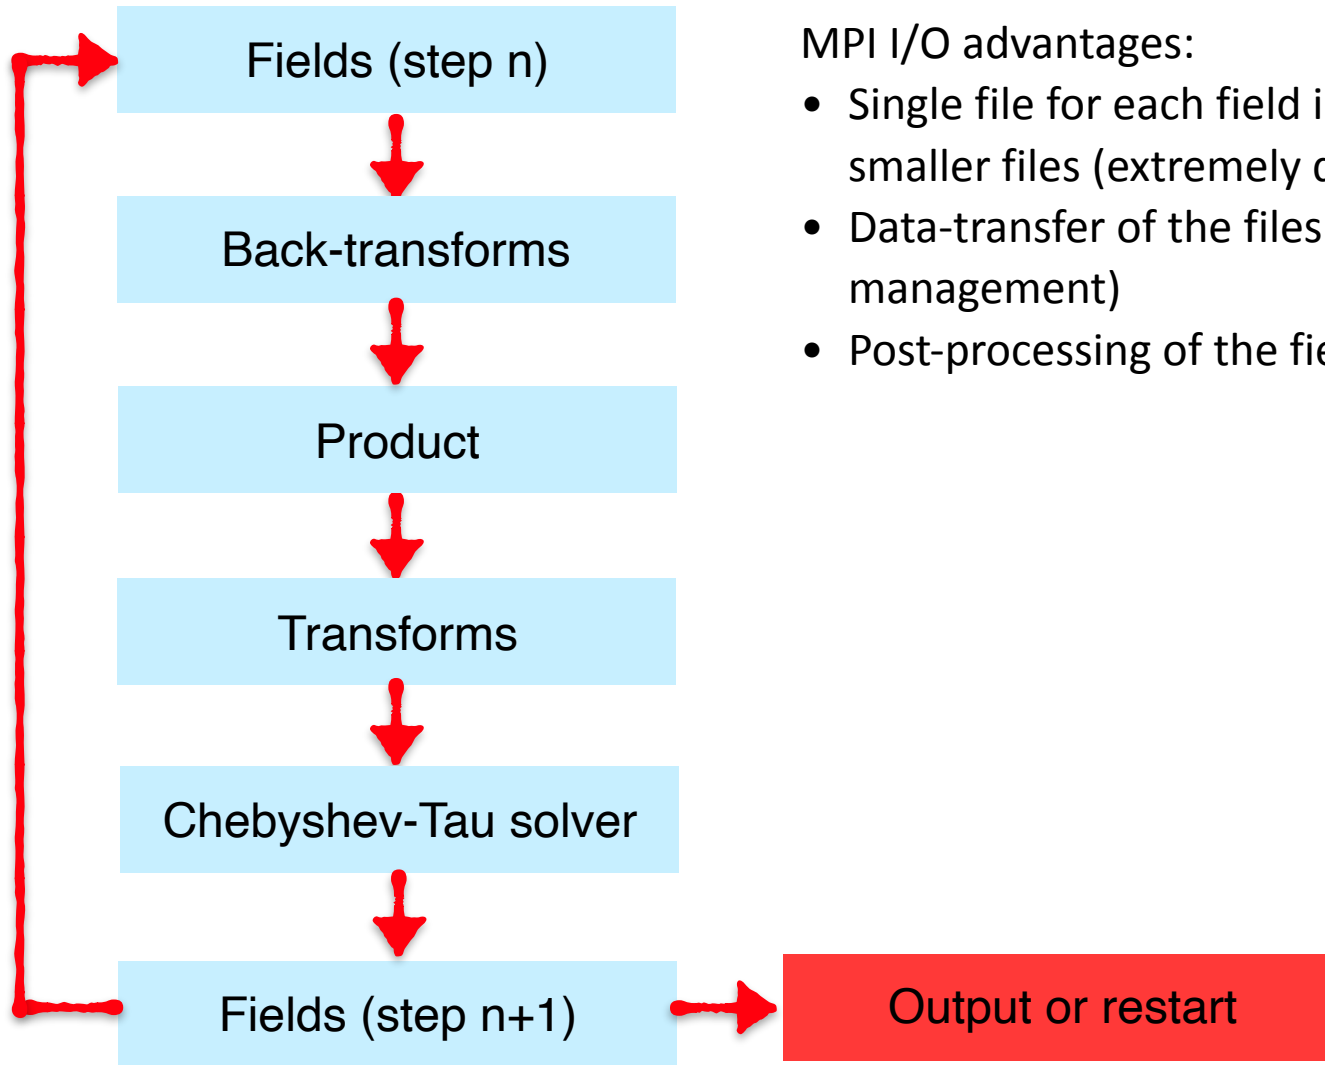 Fields (step n)
Back-transforms
Product
Transforms
Chebyshev-Tau solver
Fields (step n+1)
Output or restart
MPI I/O advantages:
• Single file for each field
smaller files (extremely
• Data-transfer of the files
management)
• Post-processing of the